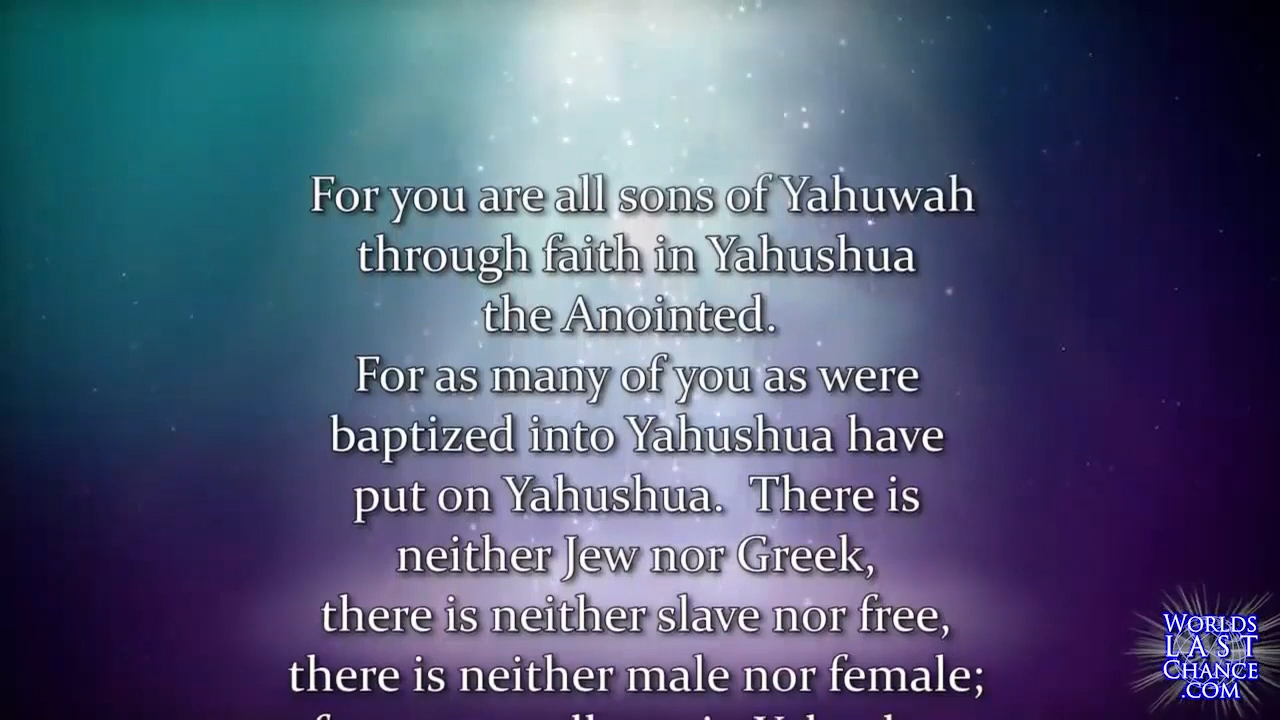 For you are all sons of Yahuwah
through faith in Yahushua
the Anointed.
For as many of you as were
baptized into Yahushua have
put on Yahushua.  There is
neither Jew nor Greek,
there is neither slave nor free,
there is neither male nor female;
WORLDS
LAST
CHANCE
.COM